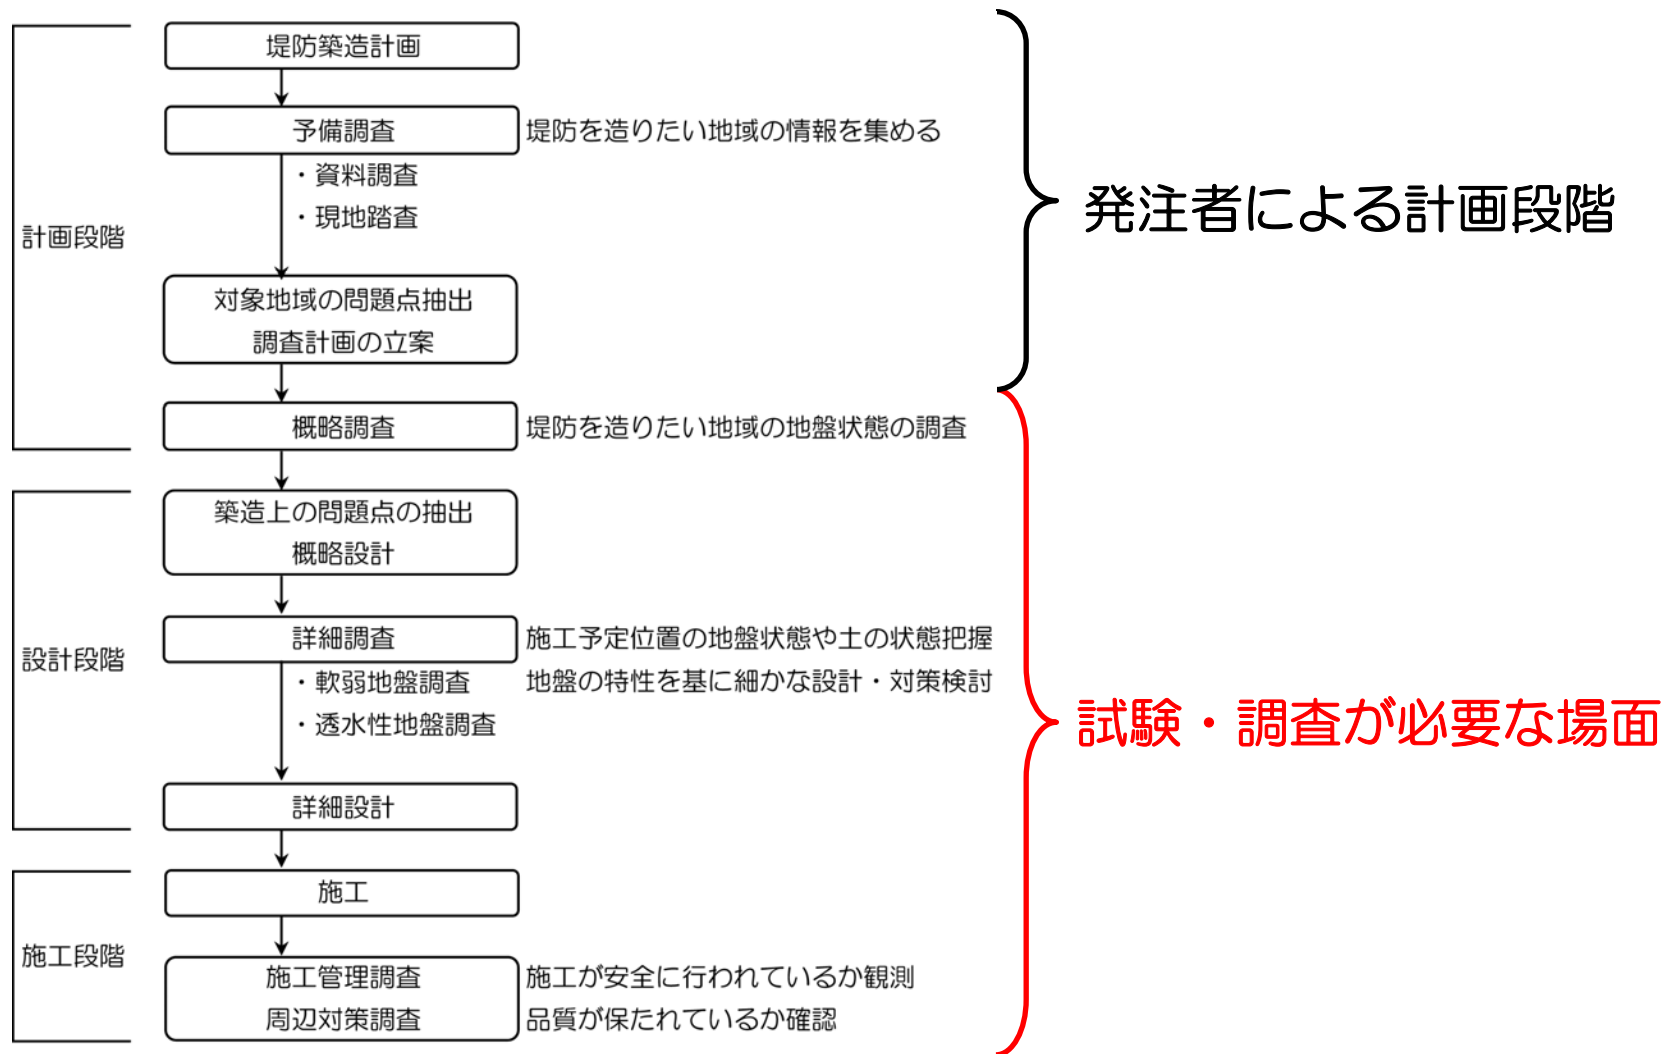 堤防築造計画
予備調査
堤防を造りたい地域の情報を集める
・資料調査
・現地踏査
発注者による計画段階
計画段階
対象地域の問題点抽出
調査計画の立案
概略調査
堤防を造りたい地域の地盤状態の調査
築造上の問題点の抽出
概略設計
設計段階
詳細調査
施工予定位置の地盤状態や土の状態把握
・軟弱地盤調査
地盤の特性を基に細かな設計・対策検討
・透水性地盤調査
試験・調査が必要な場面
詳細設計
施工
施工段階
施工管理調査
周辺対策調査
施工が安全に行われているか観測
品質が保たれているか確認